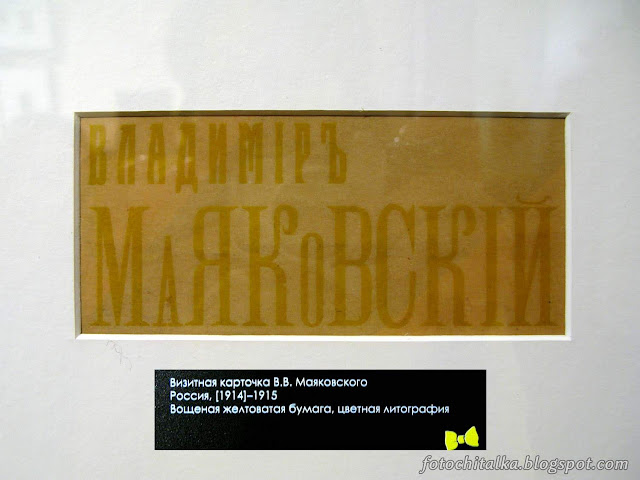 ВЛАДИМІРЪ
МАЯКОВСКІЙ
Визитная карточка В.В. Маяковского
Россия, [1914]–1915
Вощеная желтоватая бумага, цветная литография
fotochitalka.blogspot.com